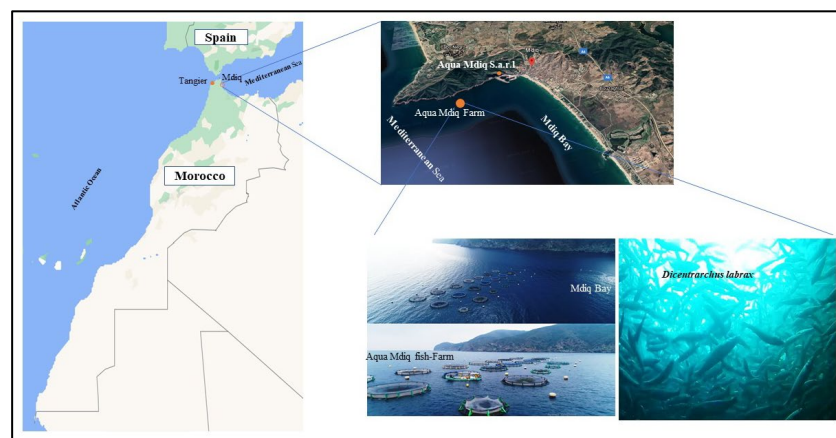 Spain
Tangier
Mdiq
Mediterranean Sea
Morocco
Atlantic Ocean
Aqua Mdiq S.a.r.l
Aqua Mdiq Farm
Mediterranean Sea
Mdiq Bay
Mdiq Bay
Aqua Mdiq fish-Farm
Dicentrarchus labrax